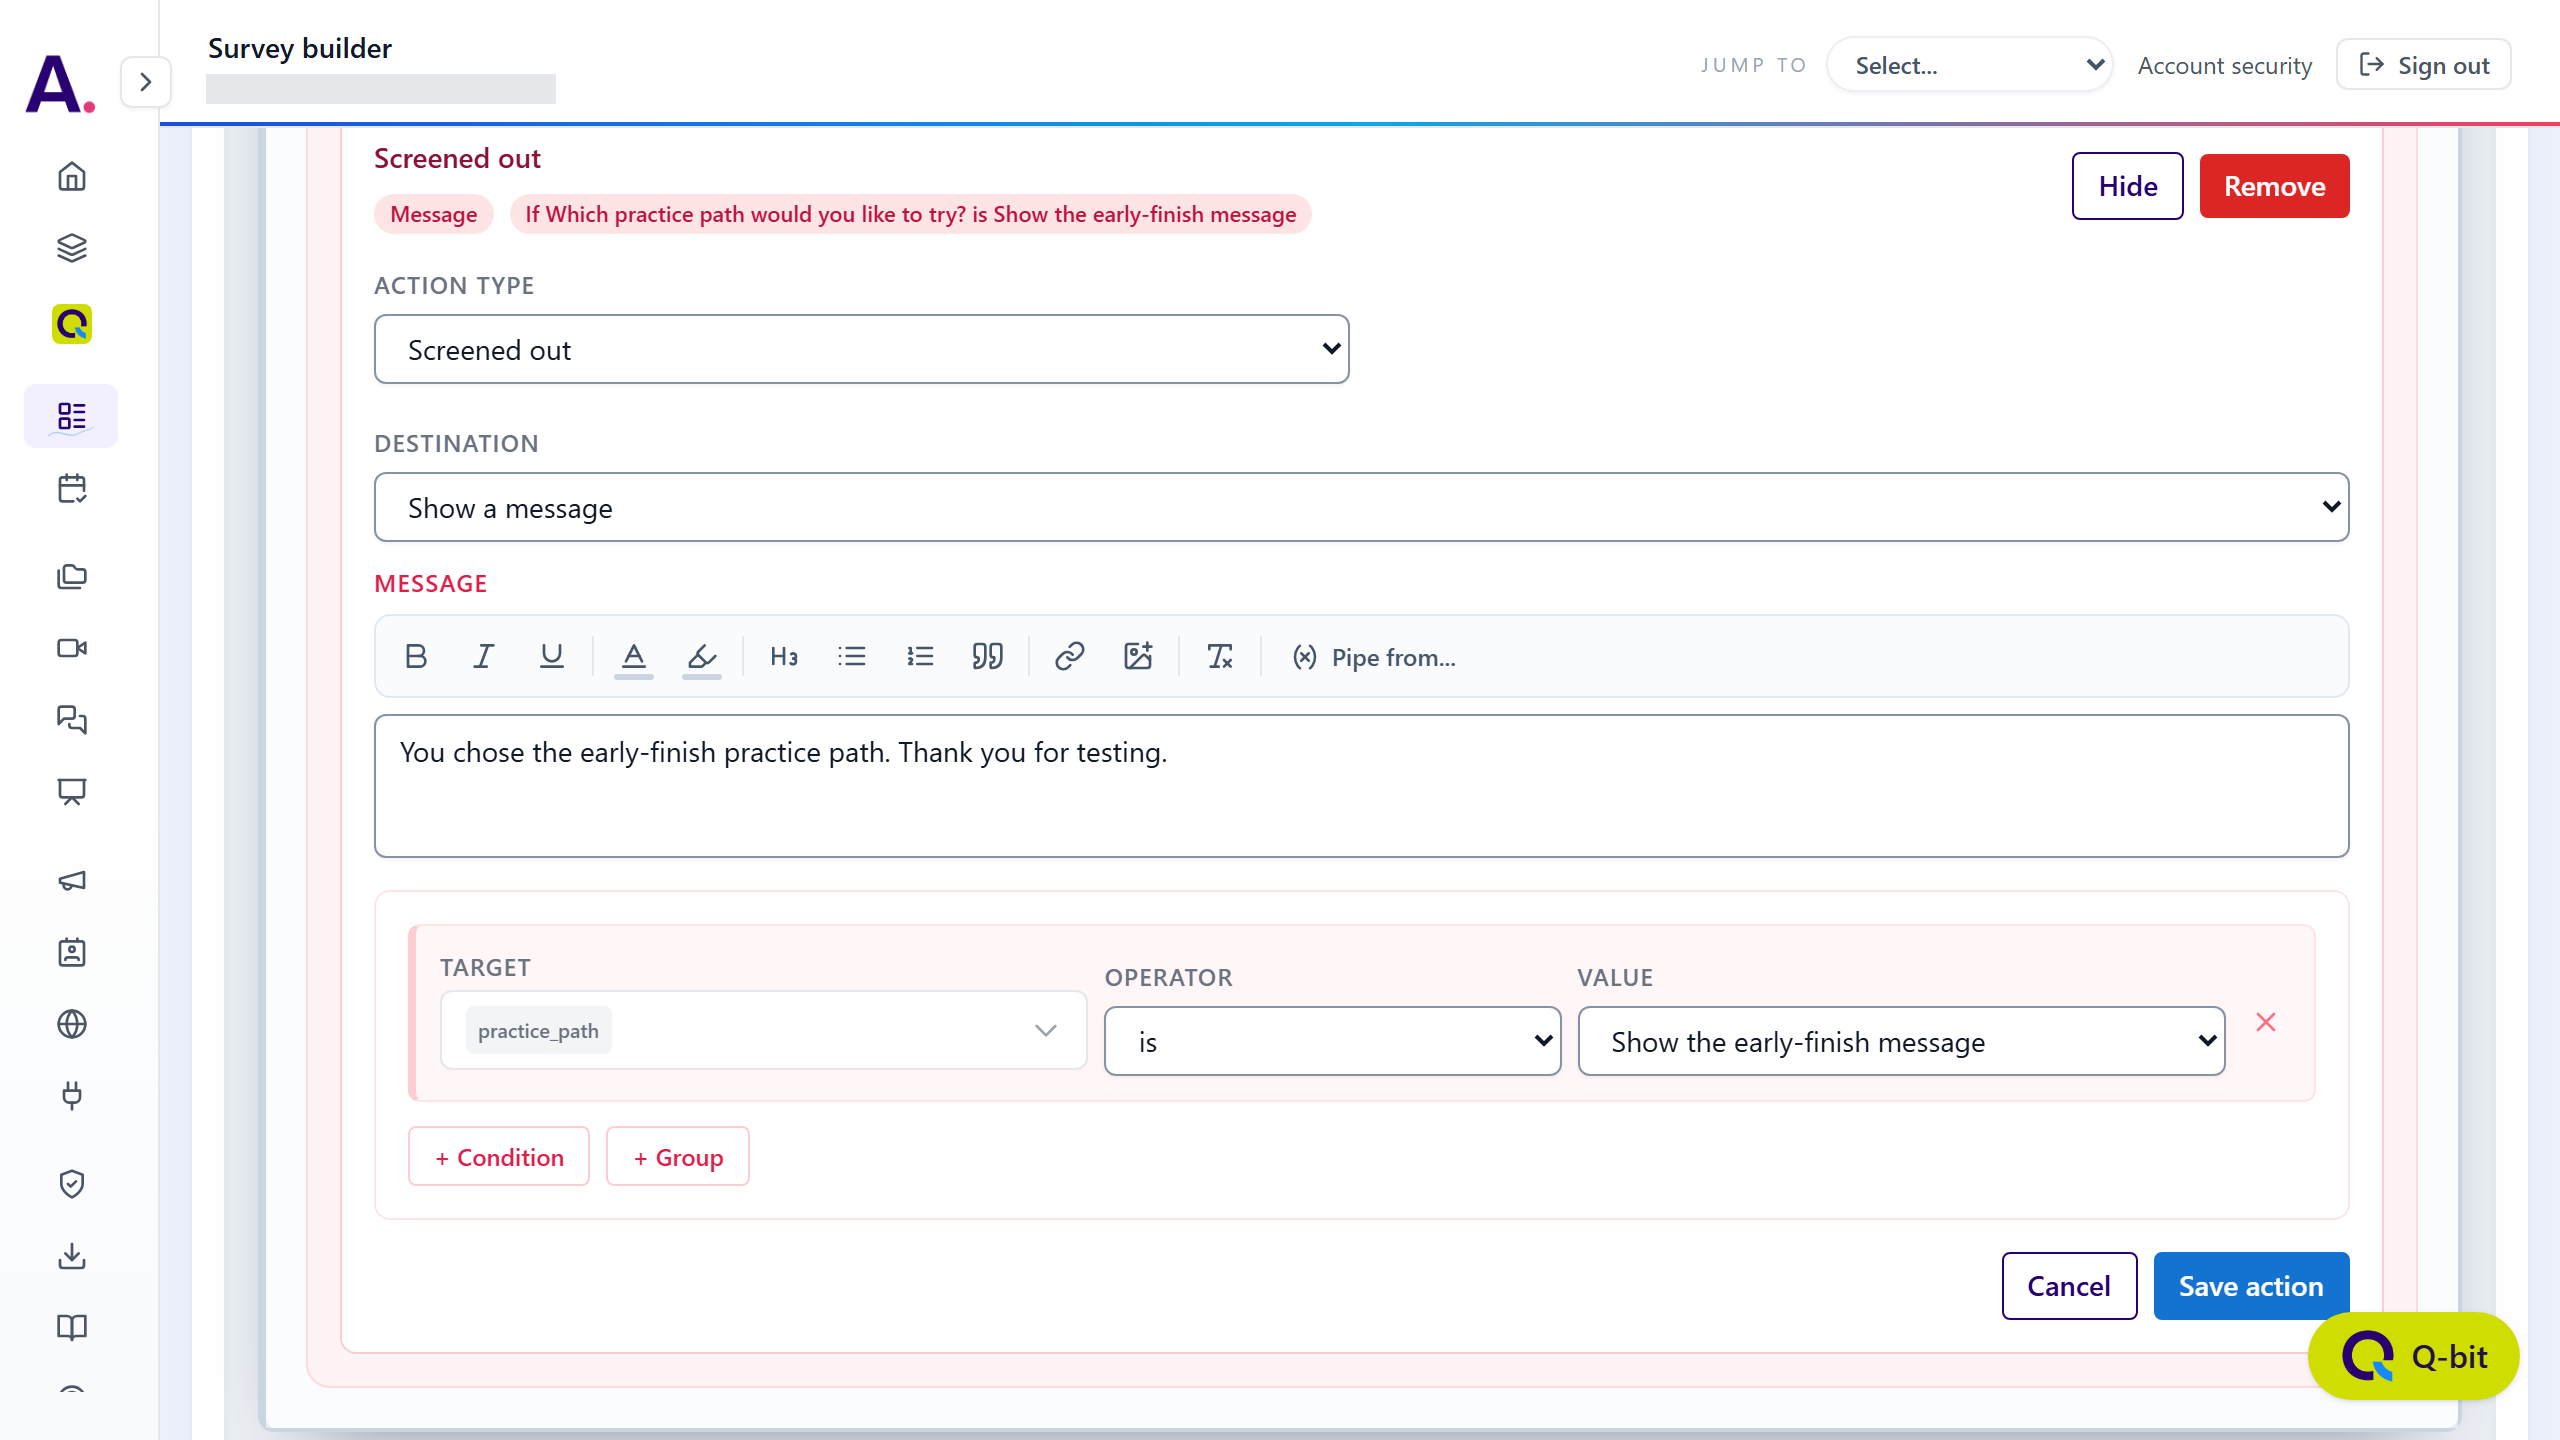 A.
Survey builder
JUMP TO
Select...
Account security
Sign out
Screened out
Hide
Remove
Message
If Which practice path would you like to try? is Show the early-finish message
ACTION TYPE
Screened out
DESTINATION
Show a message
MESSAGE
B I U A H3 Pipe from...
You chose the early-finish practice path. Thank you for testing.
TARGET
OPERATOR
VALUE
practice_path
is
Show the early-finish message
+ Condition
+ Group
Cancel
Save action
Q-bit